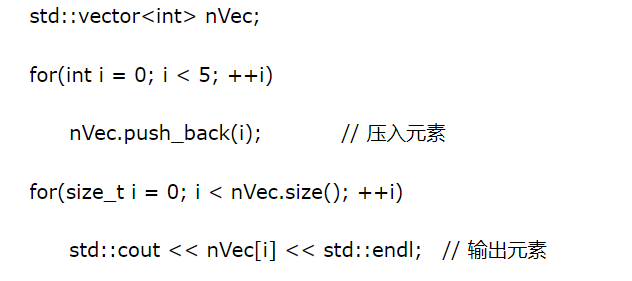 std::vector<int> nVec;
for(int i = 0; i < 5; ++i)
nVec.push_back(i); // 压入元素
for(size_t i = 0; i < nVec.size(); ++i)
std::cout << nVec[i] << std::endl; // 输出元素